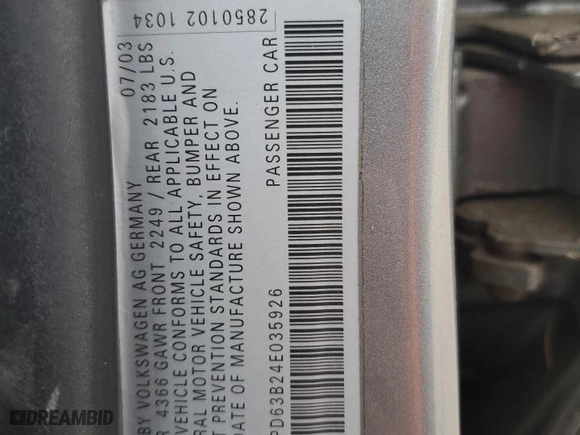 07/03 2850102 1034
BY VOLKSWAGEN AG GERMANY
4366 GAWR FRONT 2249 / REAR 2183 LBS
VEHICLE CONFORMS TO ALL APPLICABLE U.S.
RAL MOTOR VEHICLE SAFETY, BUMPER AND
T PREVENTION STANDARDS IN EFFECT ON
DATE OF MANUFACTURE SHOWN ABOVE.
PD63B24E035926 PASSENGER CAR
DREAMBID